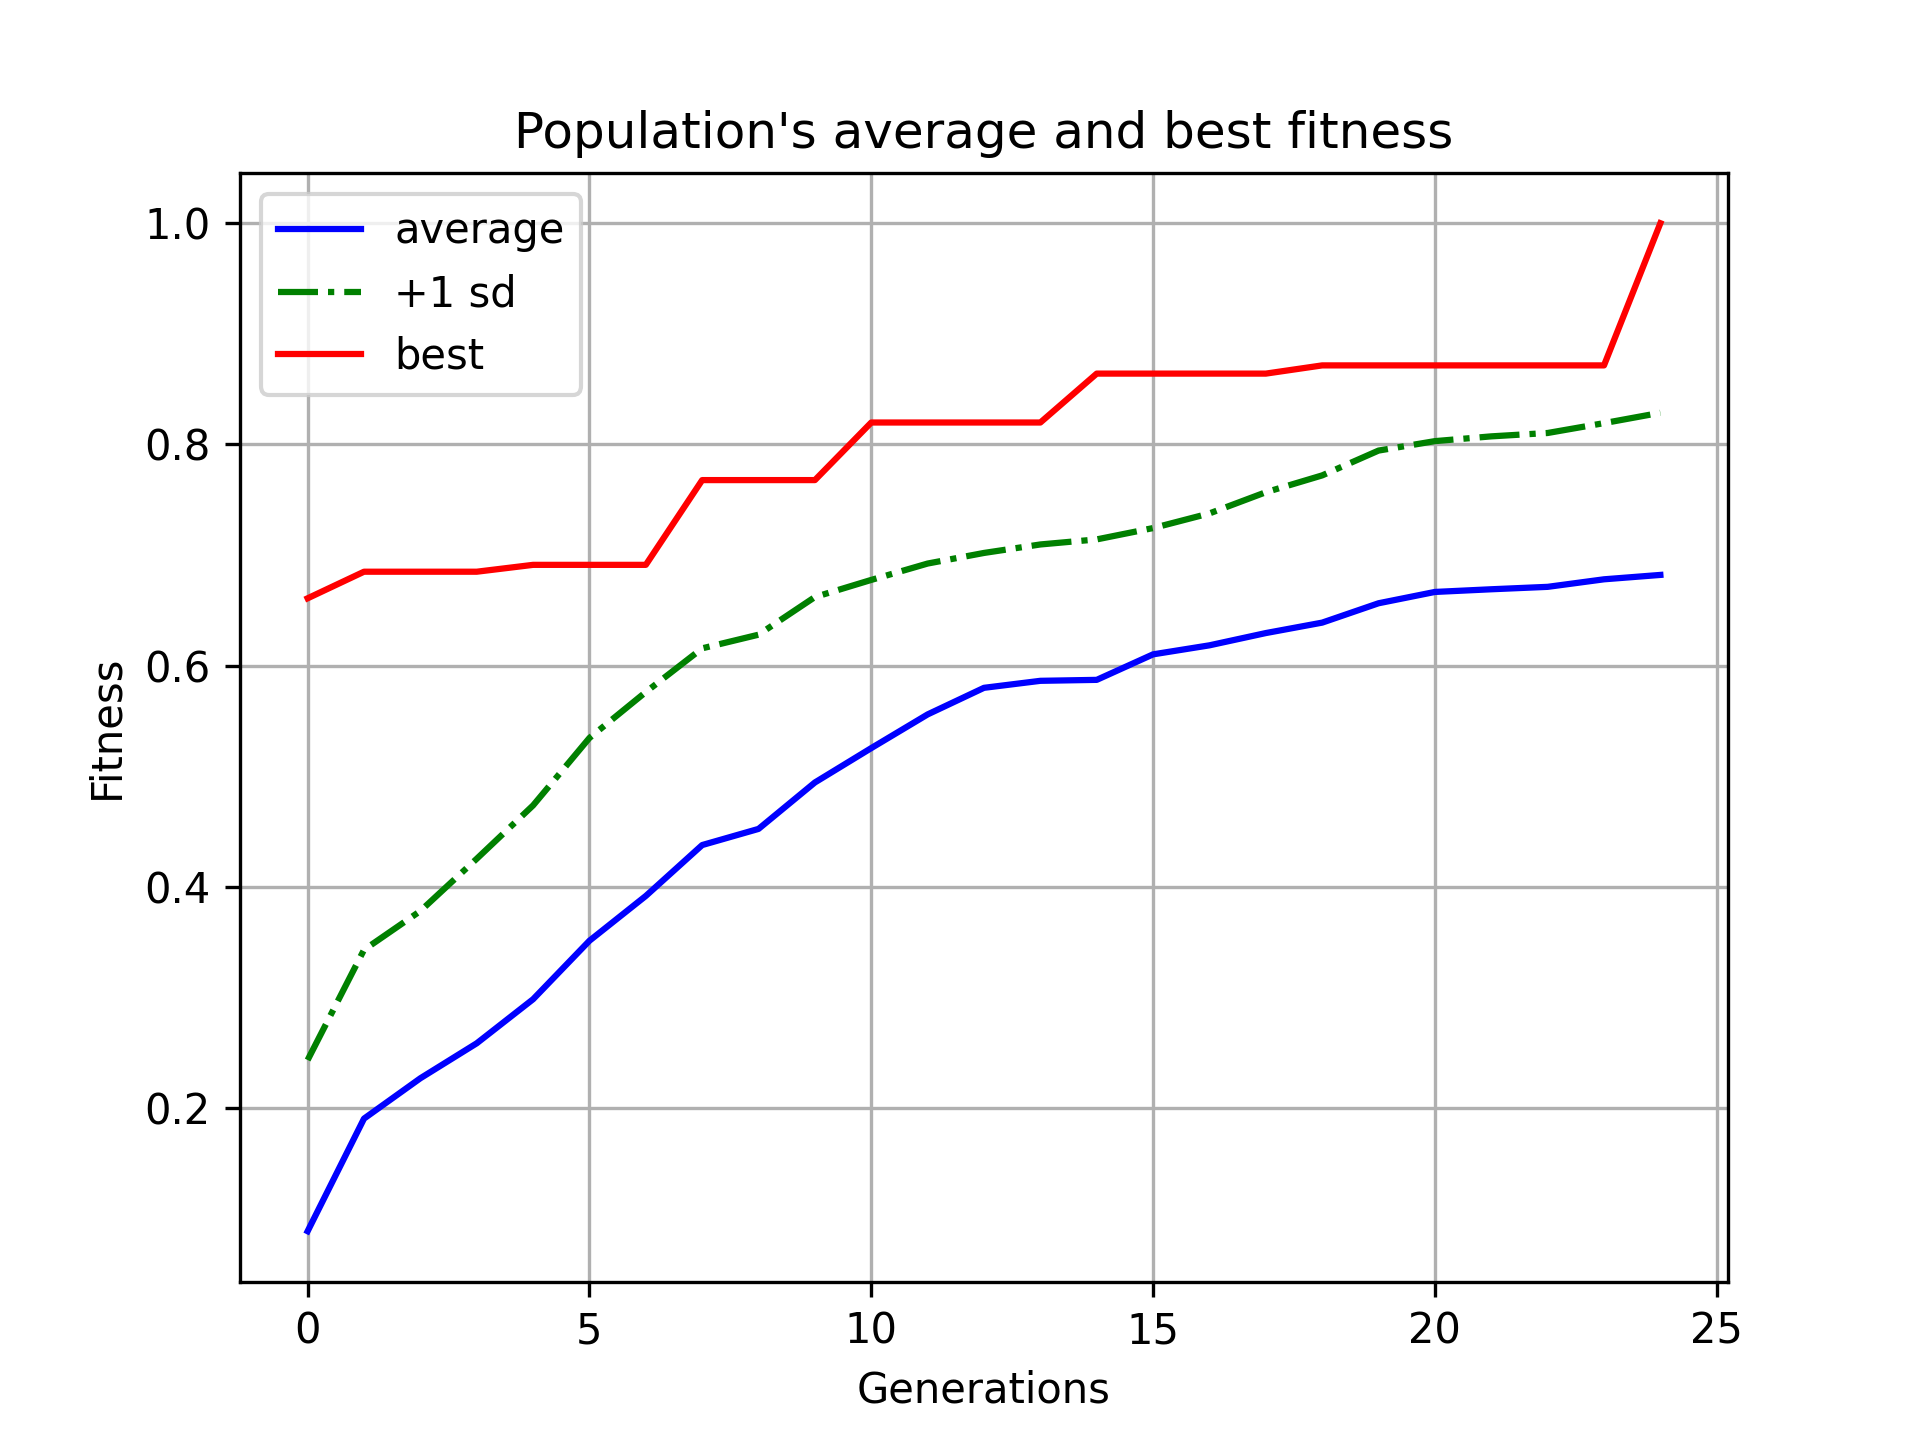 Population's average and best fitness
average
+1 sd
best
1.0
0.8
0.6
0.4
0.2
Fitness
0 5 10 15 20 25
Generations